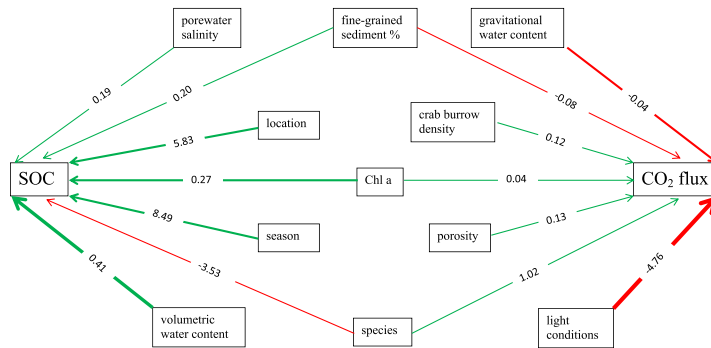 porewater
salinity
fine-grained
sediment %
gravitational
water content
0.19
0.20
-0.08
-0.04
location
crab burrow
density
5.83
0.12
SOC
0.27
Chl a
0.04
CO₂ flux
8.49
season
porosity
0.13
0.41
-3.53
1.02
-4.76
volumetric
water content
species
light
conditions